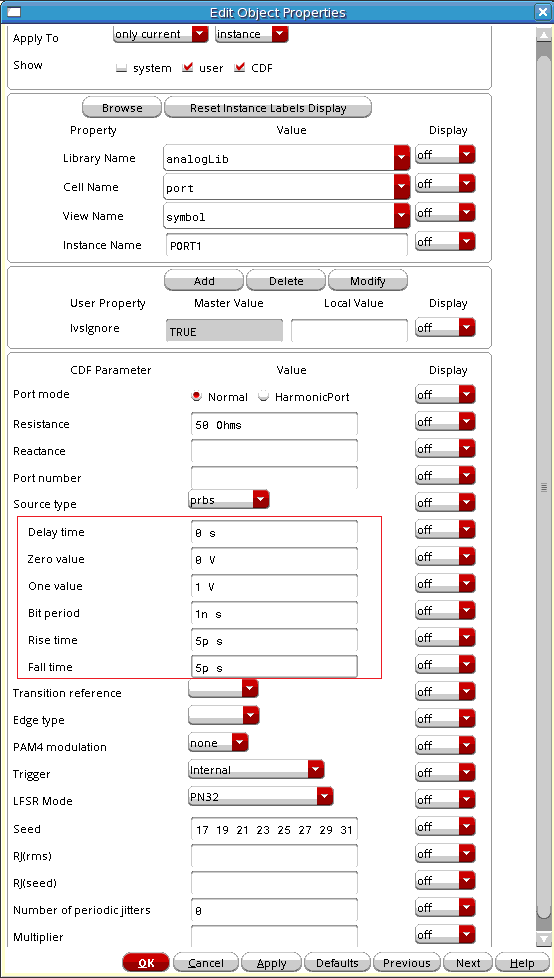 Edit Object Properties
Apply To only current instance
Show system user CDF
Browse Reset Instance Labels Display
Property Value Display
Library Name analogLib off
Cell Name port off
View Name symbol off
Instance Name PORT1 off
Add Delete Modify
User Property Master Value Local Value Display
lvsIgnore TRUE off
CDF Parameter Value Display
Port mode Normal HarmonicPort off
Resistance 50 Ohms off
Reactance off
Port number off
Source type prbs off
Delay time 0 s off
Zero value 0 V off
One value 1 V off
Bit period 1n s off
Rise time 5p s off
Fall time 5p s off
Transition reference off
Edge type off
PAM4 modulation none off
Trigger Internal off
LFSR Mode PN32 off
Seed 17 19 21 23 25 27 29 31 off
RJ(rms) off
RJ(seed) off
Number of periodic jitters 0 off
Multiplier off
OK Cancel Apply Defaults Previous Next Help